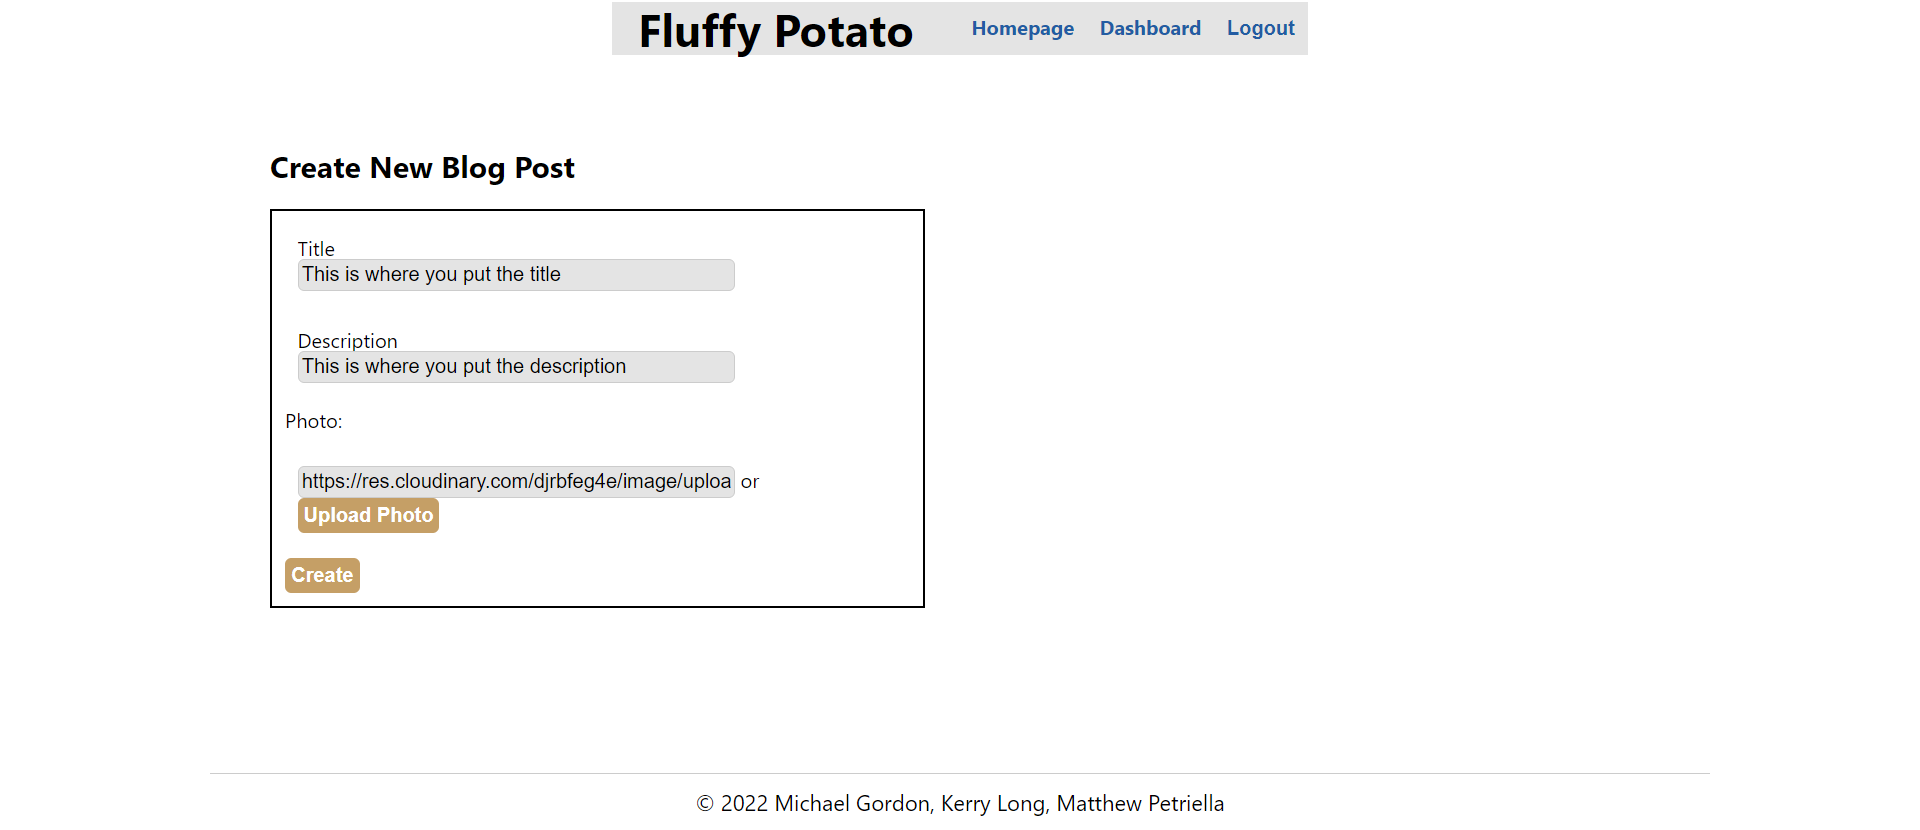 Fluffy Potato Homepage Dashboard Logout
Create New Blog Post
Title
This is where you put the title
Description
This is where you put the description
Photo:
https://res.cloudinary.com/djrbfeg4e/image/uploa or
Upload Photo
Create
© 2022 Michael Gordon, Kerry Long, Matthew Petriella